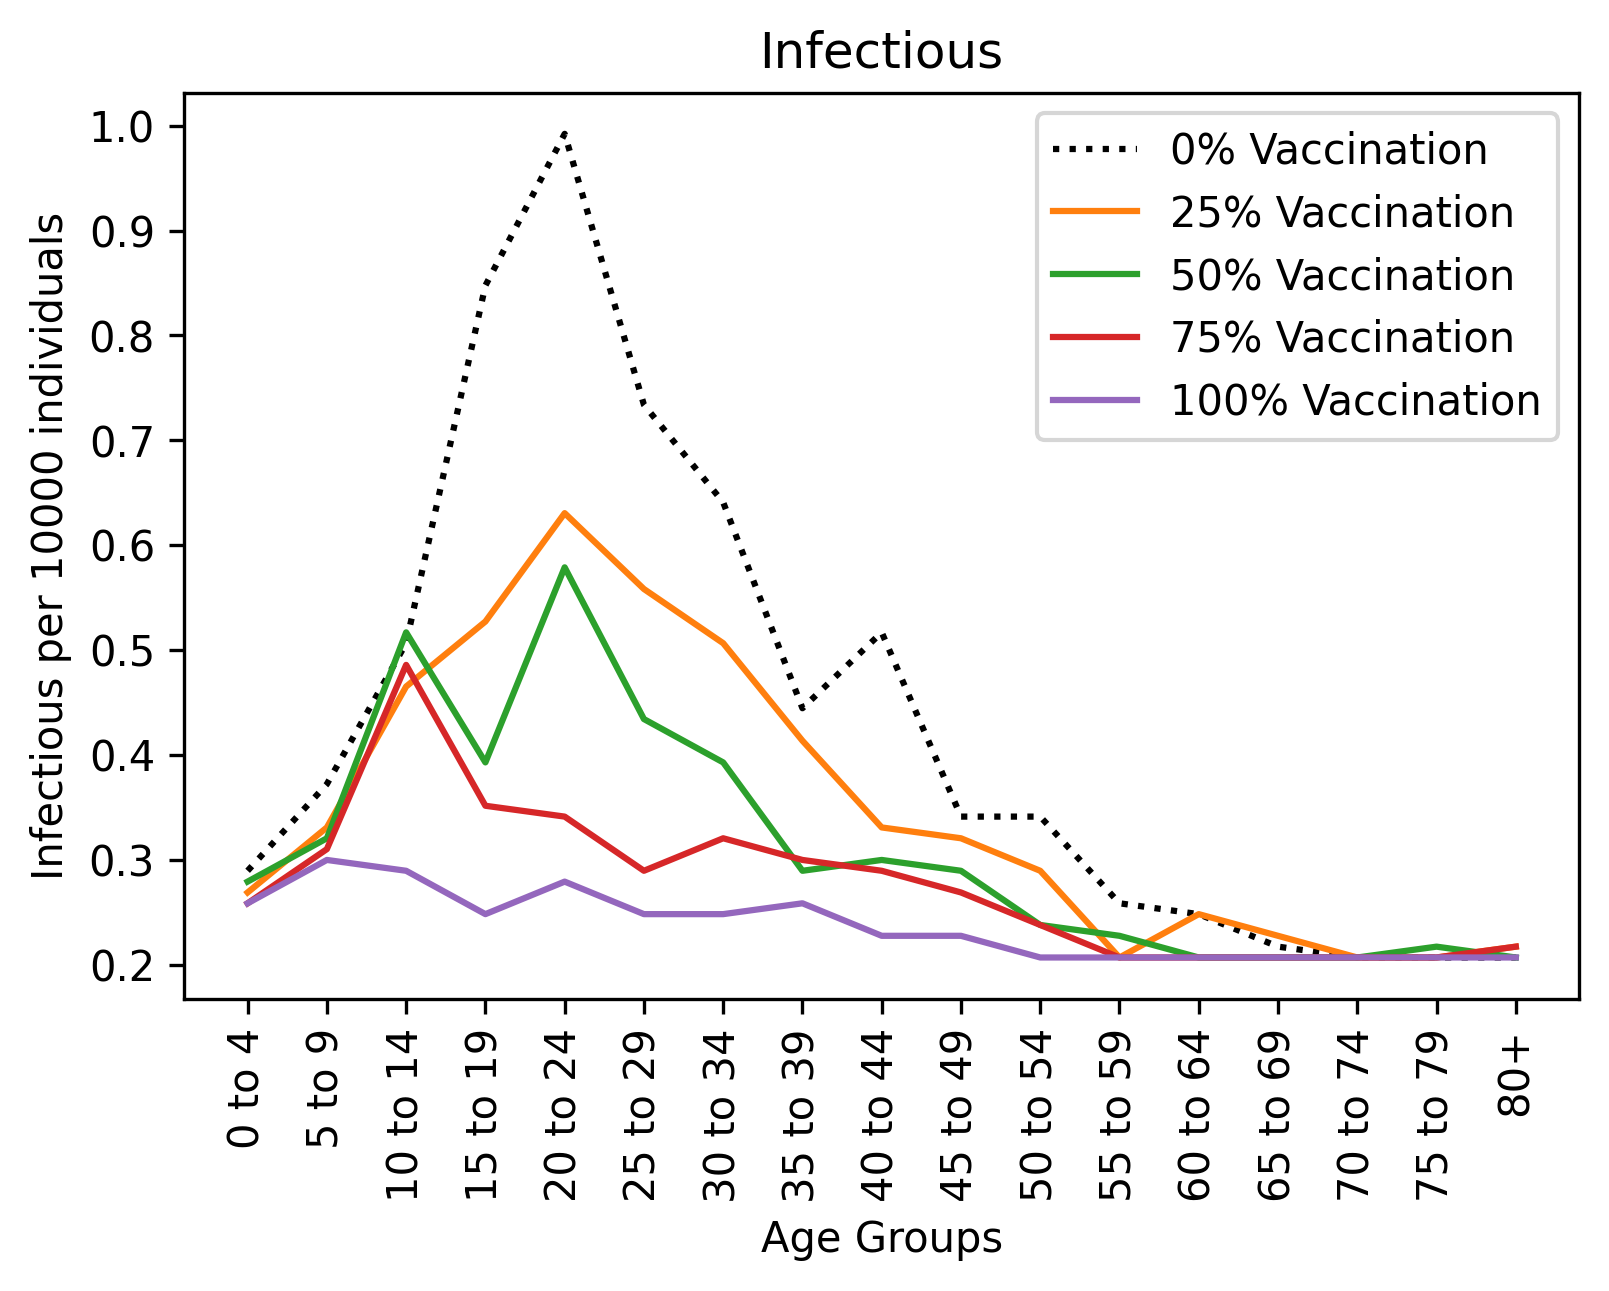 Infectious
1.0
0.9
0.8
0.7
0.6
0.5
0.4
0.3
0.2
Infectious per 10000 individuals
0% Vaccination
25% Vaccination
50% Vaccination
75% Vaccination
100% Vaccination
0 to 4
5 to 9
10 to 14
15 to 19
20 to 24
25 to 29
30 to 34
35 to 39
40 to 44
45 to 49
50 to 54
55 to 59
60 to 64
65 to 69
70 to 74
75 to 79
80+
Age Groups